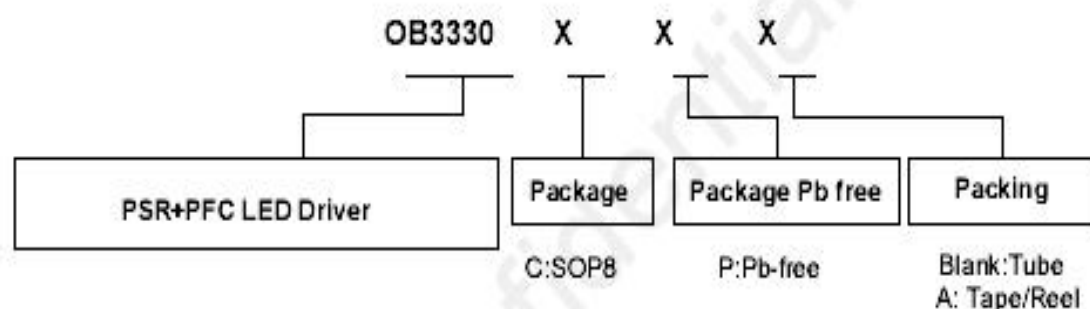 OB3330 X X X
PSR+PFC LED Driver
Package
Package Pb free
Packing
C:SOP8
P:Pb-free
Blank:Tube
A: Tape/Reel